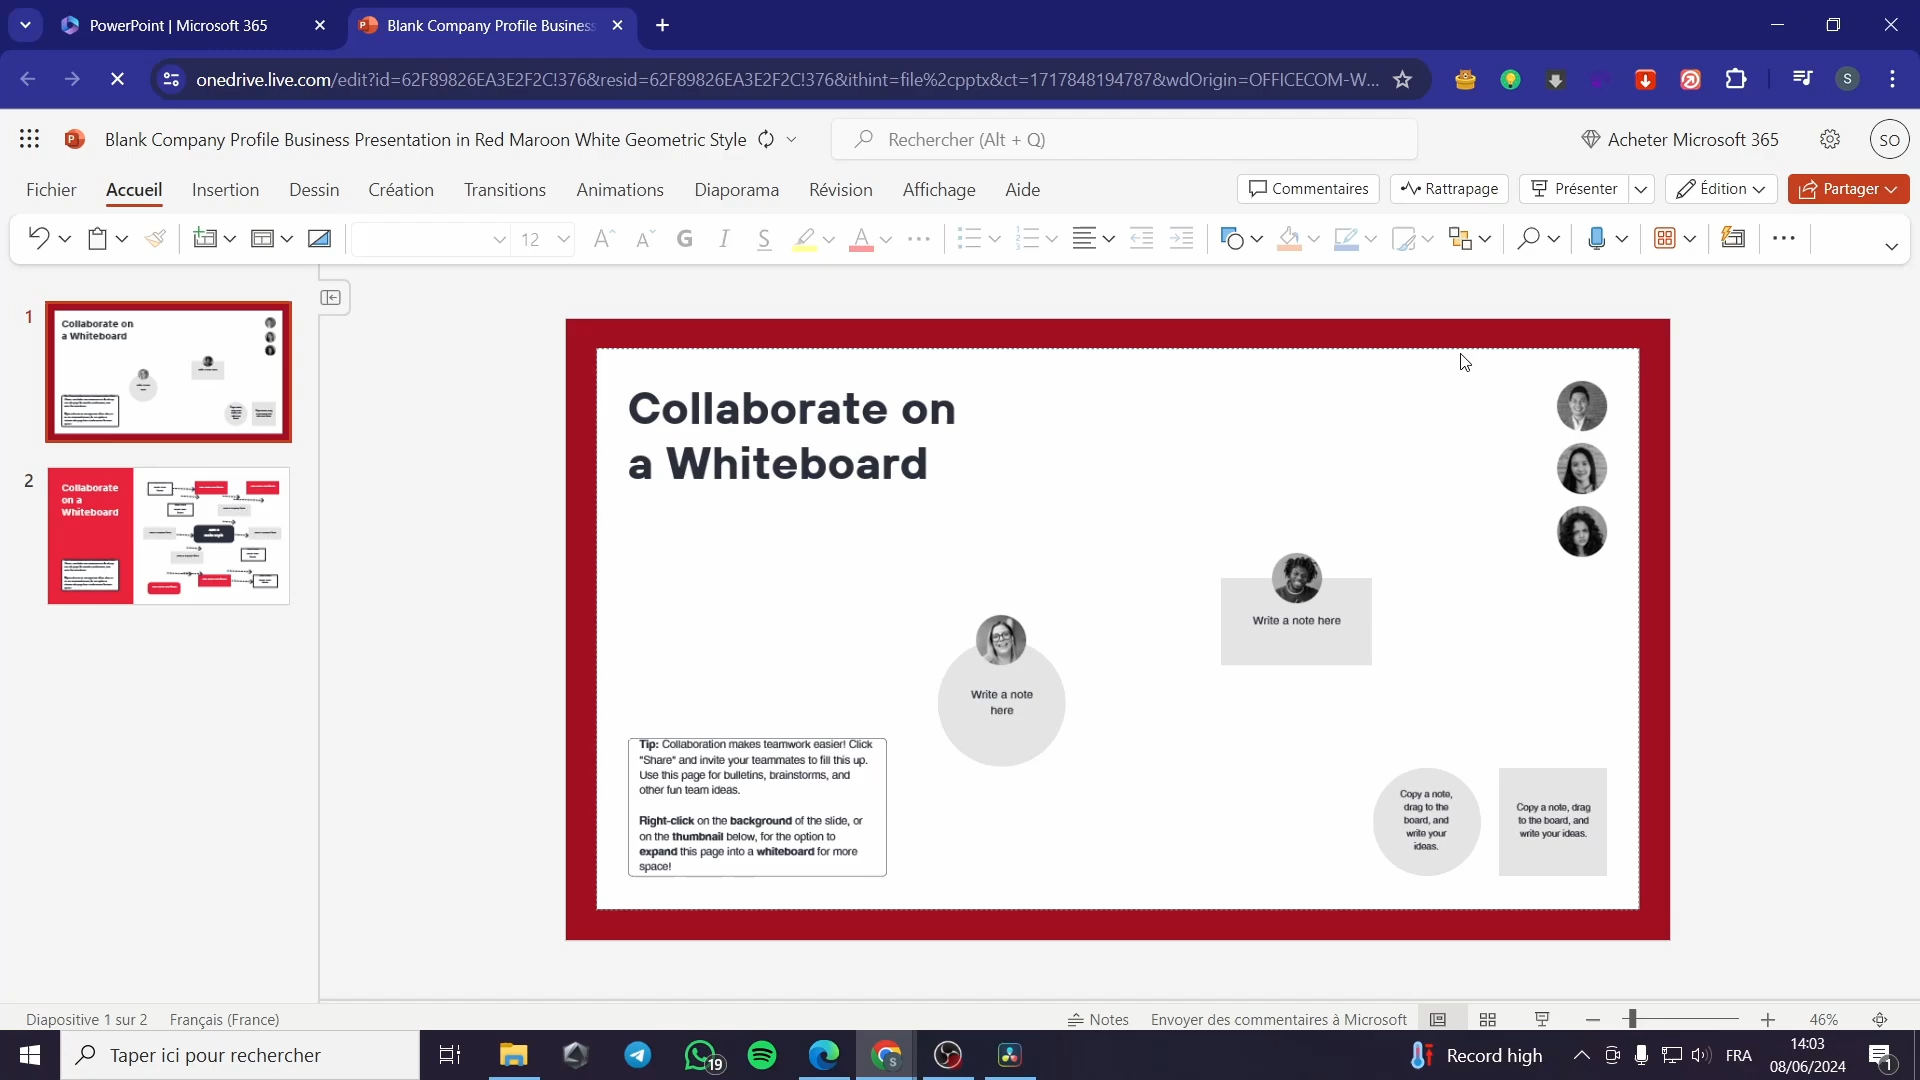 PowerPoint | Microsoft 365
Blank Company Profile Business
onedrive.live.com/edit?id=62F89826EA3E2F2C!376&resid=62F89826EA3E2F2C!376&ithint=file%2cpptx&ct=1717848194787&wdOrigin=OFFICECOM-W...
S
Blank Company Profile Business Presentation in Red Maroon White Geometric Style
Rechercher (Alt + Q)
Acheter Microsoft 365
SO
Fichier Accueil Insertion Dessin Création Transitions Animations Diaporama Révision Affichage Aide
Commentaires Rattrapage Présenter Édition Partager
12 G I S
1
Collaborate on
a Whiteboard
2
Collaborate
on a
Whiteboard
Collaborate on
a Whiteboard
Write a note here
Write a note
here
Tip: Collaboration makes teamwork easier! Click
"Share" and invite your teammates to fill this up.
Use this page for bulletins, brainstorms, and
other fun team ideas.
Right-click on the background of the slide, or
on the thumbnail below, for the option to
expand this page into a whiteboard for more
space!
Copy a note,
drag to the
board, and
write your
ideas.
Copy a note, drag
to the board, and
write your ideas.
Diapositive 1 sur 2 Français (France)
Notes Envoyer des commentaires à Microsoft 46%
Taper ici pour rechercher
19
Record high
FRA
14:03
08/06/2024
1